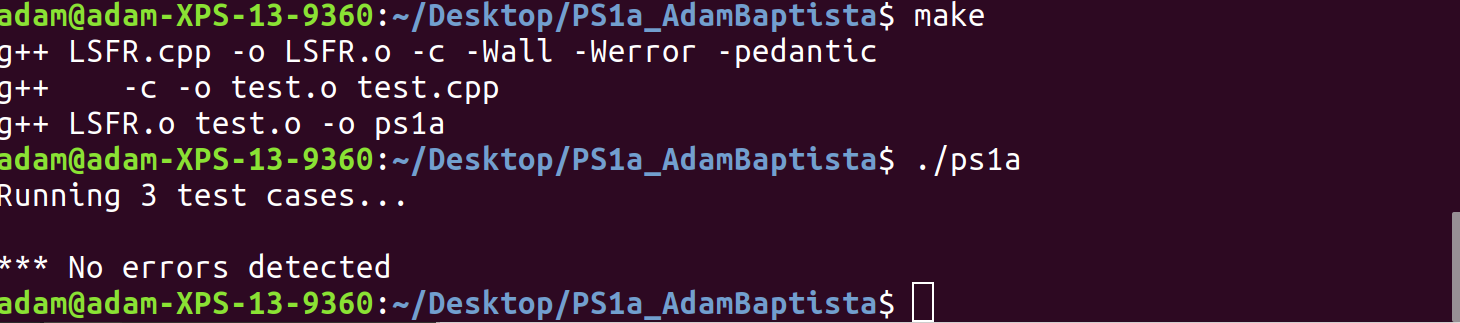 adam@adam-XPS-13-9360:~/Desktop/PS1a_AdamBaptista$ make
g++ LSFR.cpp -o LSFR.o -c -Wall -Werror -pedantic
g++    -c -o test.o test.cpp
g++ LSFR.o test.o -o ps1a
adam@adam-XPS-13-9360:~/Desktop/PS1a_AdamBaptista$ ./ps1a
Running 3 test cases...
*** No errors detected
adam@adam-XPS-13-9360:~/Desktop/PS1a_AdamBaptista$